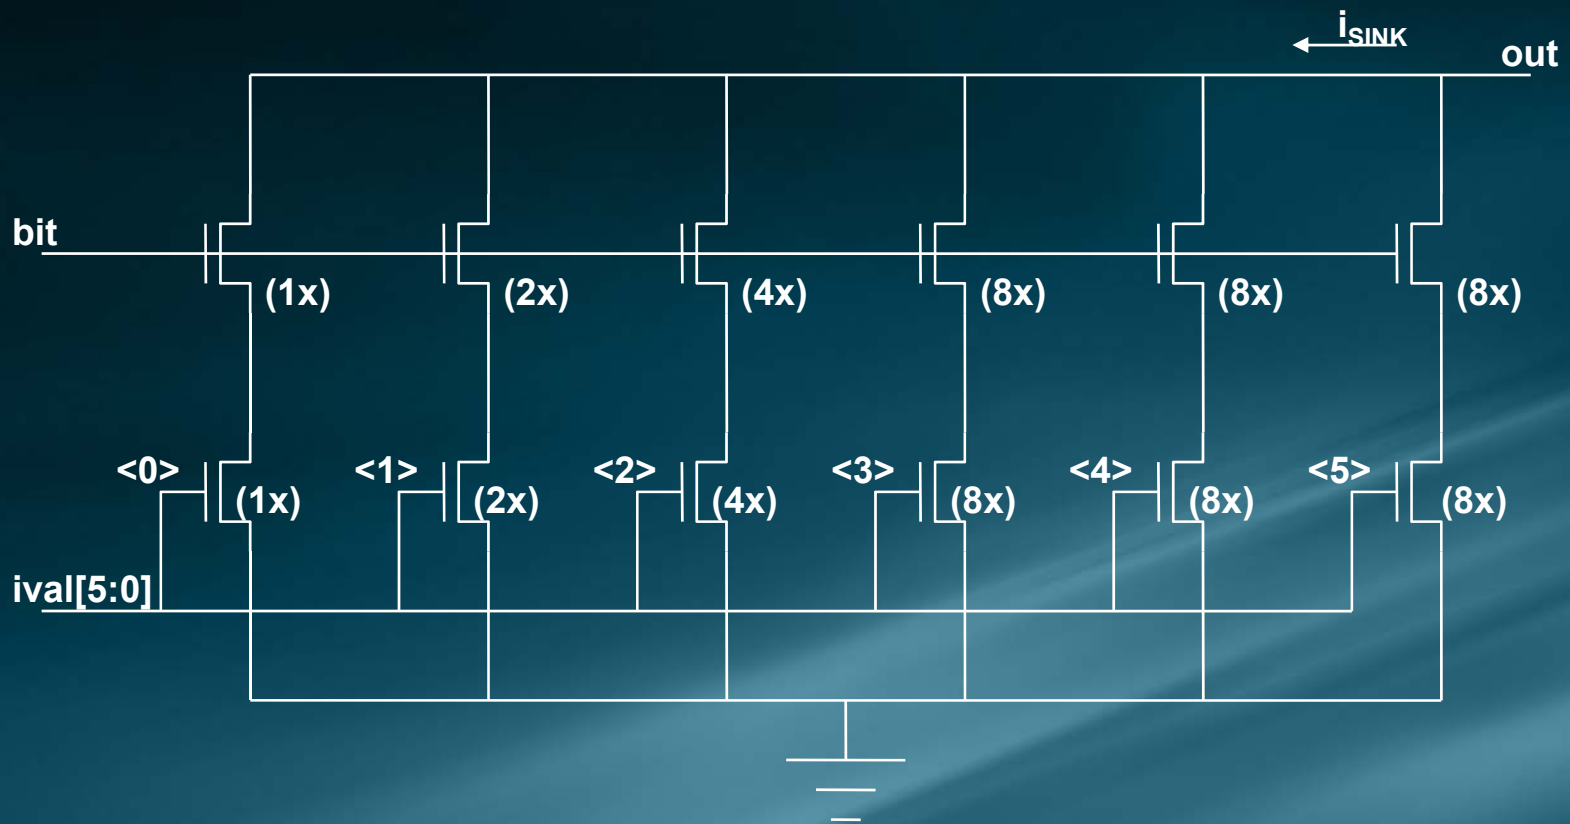 iSINK
out
bit
(1x) (2x) (4x) (8x) (8x) (8x)
<0> <1> <2> <3> <4> <5>
(1x) (2x) (4x) (8x) (8x) (8x)
ival[5:0]